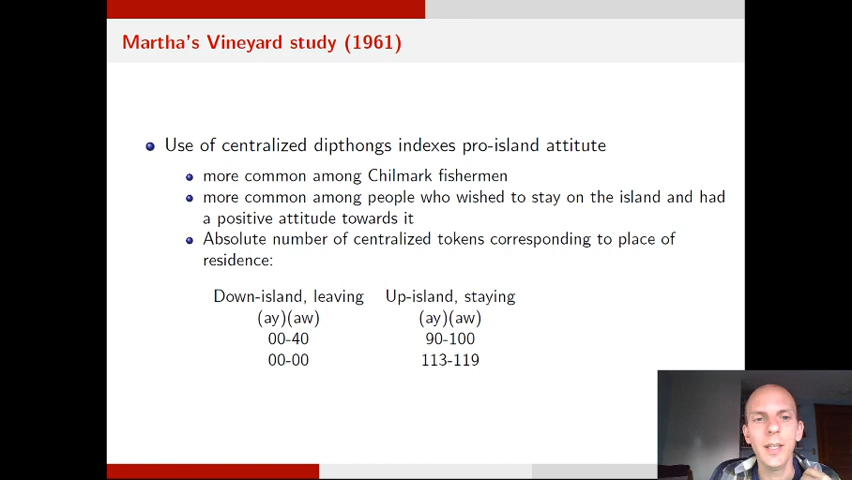 Martha's Vineyard study (1961)
Use of centralized dipthongs indexes pro-island attitute
more common among Chilmark fishermen
more common among people who wished to stay on the island and had
a positive attitude towards it
Absolute number of centralized tokens corresponding to place of
residence:
Down-island, leaving Up-island, staying
(ay)(aw) (ay)(aw)
00-40 90-100
00-00 113-119